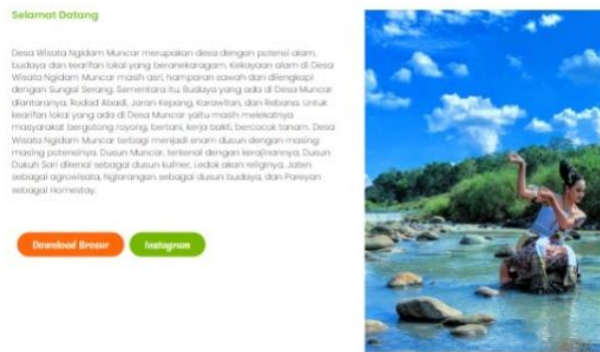 Selamat Datang
Desa Wisata Ngidam Muncar merupakan desa dengan potensi alam,
budaya dan kearifan lokal yang beranekaragam. Kekayaan alam di Desa
Wisata Ngidam Muncar masih asri, hamparan sawah dan dilengkapi
dengan Sungai Serang. Sementara itu, Budaya yang ada di Desa Muncar
diantaranya, Rodad Abadi, Jaran Kepang, Karawitan, dan Rebana. Untuk
kearifan lokal yang ada di Desa Muncar yaitu masih melekatnya
masyarakat bergotong royong, bertani, kerja bakti, bercocok tanam. Desa
Wisata Ngidam Muncar terbagi menjadi enam dusun dengan masing
masing potensinya. Dusun Muncar, terkenal dengan kerajinannya, Dusun
Dukuh Sari dikenal sebagai dusun kuliner, Ledok akan religinya, Jaten
sebagai agrowisata, Nglarangan sebagai dusun budaya, dan Pareyan
sebagai Homestay.
Download Brosur
Instagram